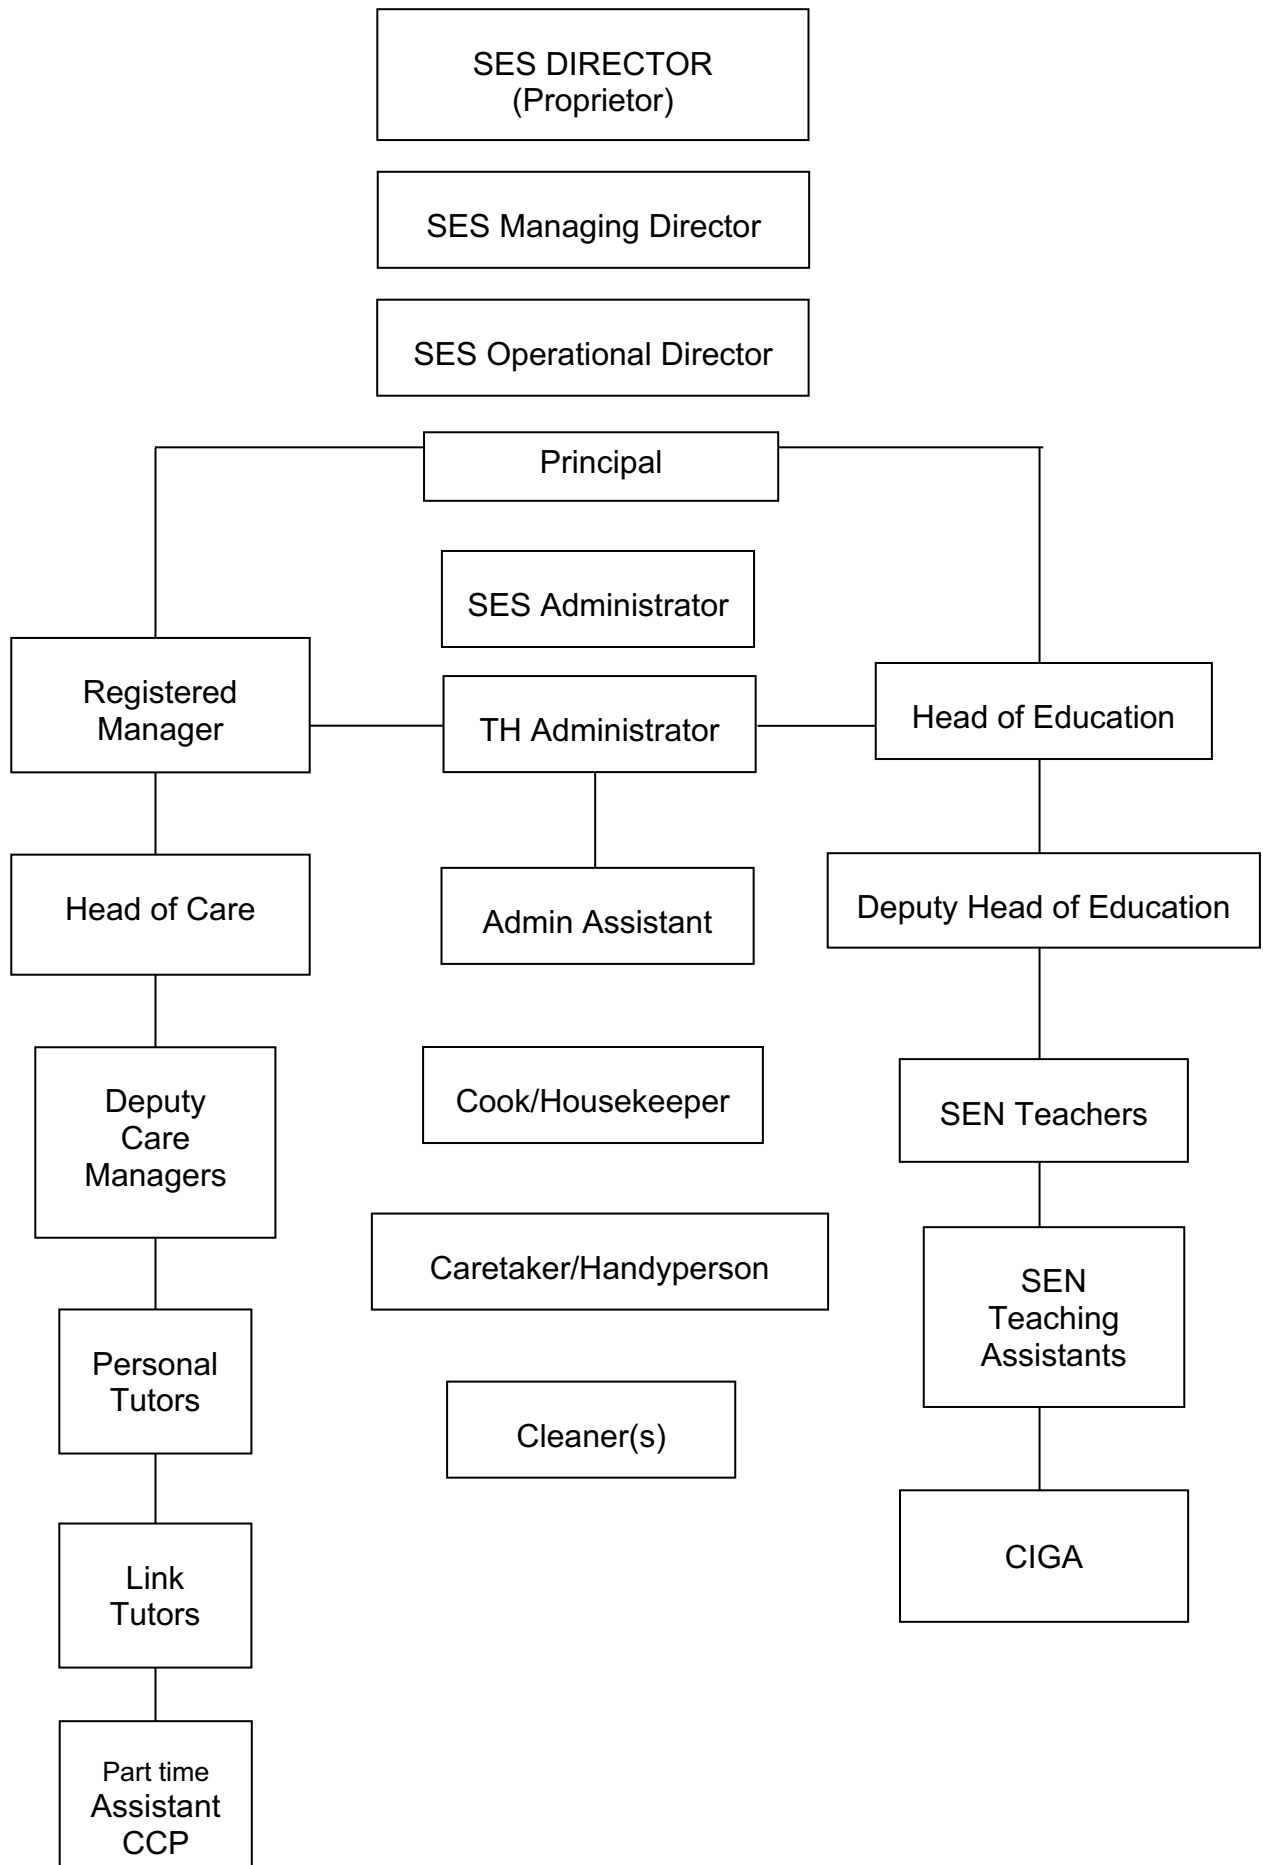 SES DIRECTOR
(Proprietor)
SES Managing Director
SES Operational Director
Principal
SES Administrator
Registered
Manager
TH Administrator
Head of Education
Head of Care
Admin Assistant
Deputy Head of Education
Deputy
Care
Managers
Cook/Housekeeper
SEN Teachers
Caretaker/Handyperson
SEN
Teaching
Assistants
Personal
Tutors
Cleaner(s)
Link
Tutors
CIGA
Part time
Assistant
CCP